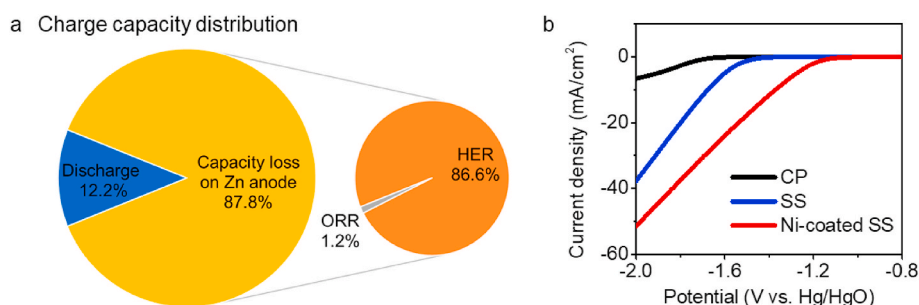 a Charge capacity distribution
Discharge
12.2%
Capacity loss
on Zn anode
87.8%
HER
86.6%
ORR
1.2%
b
Current density (mA/cm²)
0
-20
-40
-60
CP
SS
Ni-coated SS
-2.0 -1.6 -1.2 -0.8
Potential (V vs. Hg/HgO)